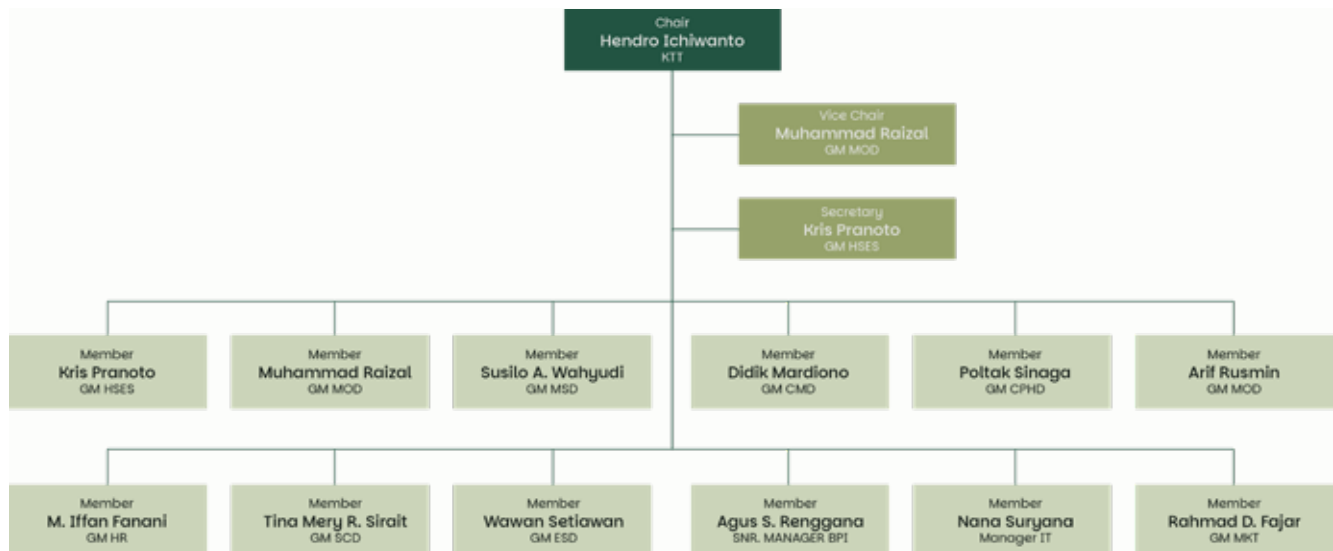 Chair
Hendro Ichiwanto
KTT
Vice Chair
Muhammad Raizal
GM MOD
Secretary
Kris Pranoto
GM HSES
Member
Kris Pranoto
GM HSES
Member
Muhammad Raizal
GM MOD
Member
Susilo A. Wahyudi
GM MSD
Member
Didik Mardiono
GM CMD
Member
Poltak Sinaga
GM CPHD
Member
Arif Rusmin
GM MOD
Member
M. Iffan Fanani
GM HR
Member
Tina Mery R. Sirait
GM SCD
Member
Wawan Setiawan
GM ESD
Member
Agus S. Renggana
SNR. MANAGER BPI
Member
Nana Suryana
Manager IT
Member
Rahmad D. Fajar
GM MKT